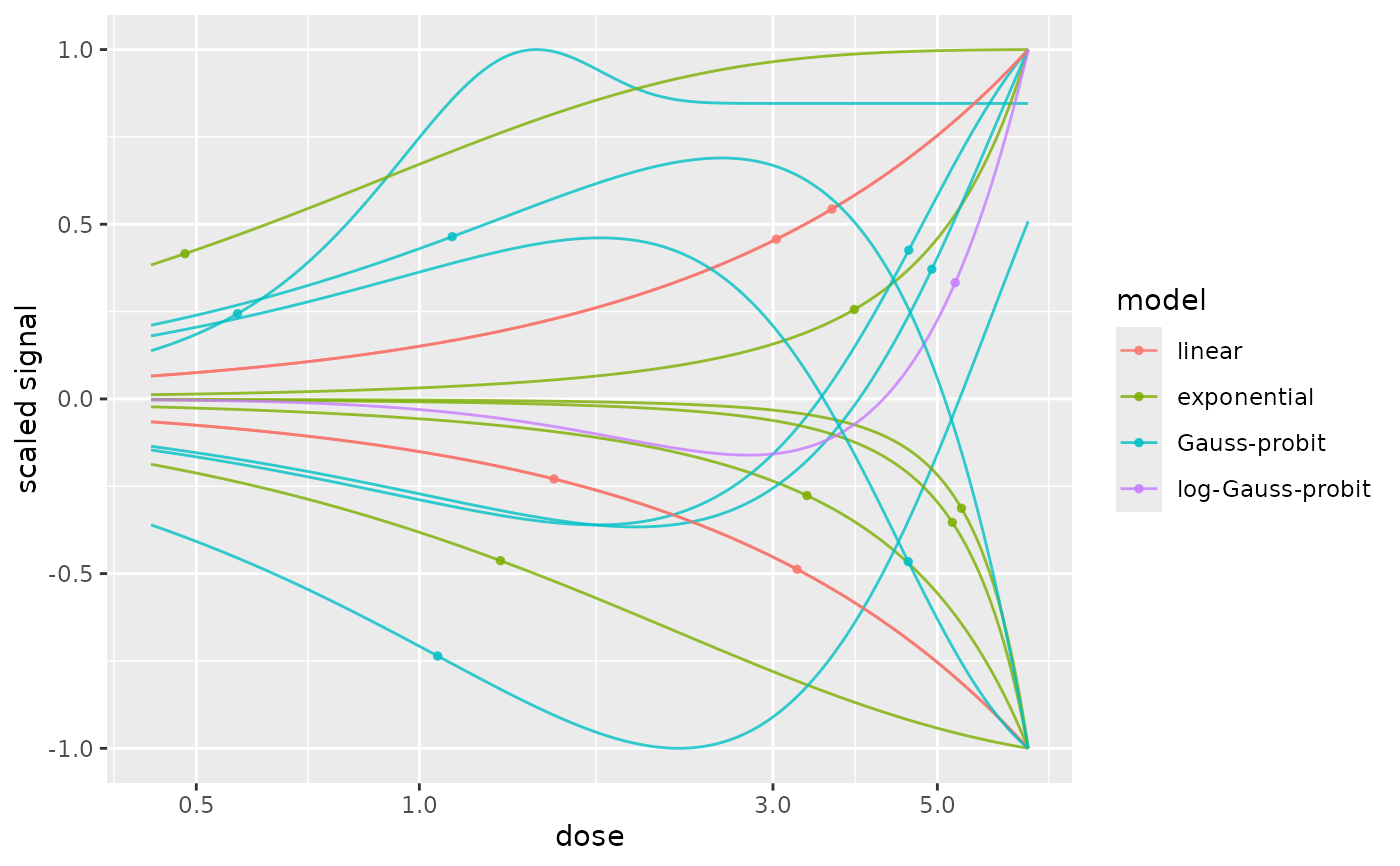 1.0
0.5
0.0
-0.5
-1.0
scaled signal
0.5 1.0 3.0 5.0
dose
model
linear
exponential
Gauss-probit
log-Gauss-probit